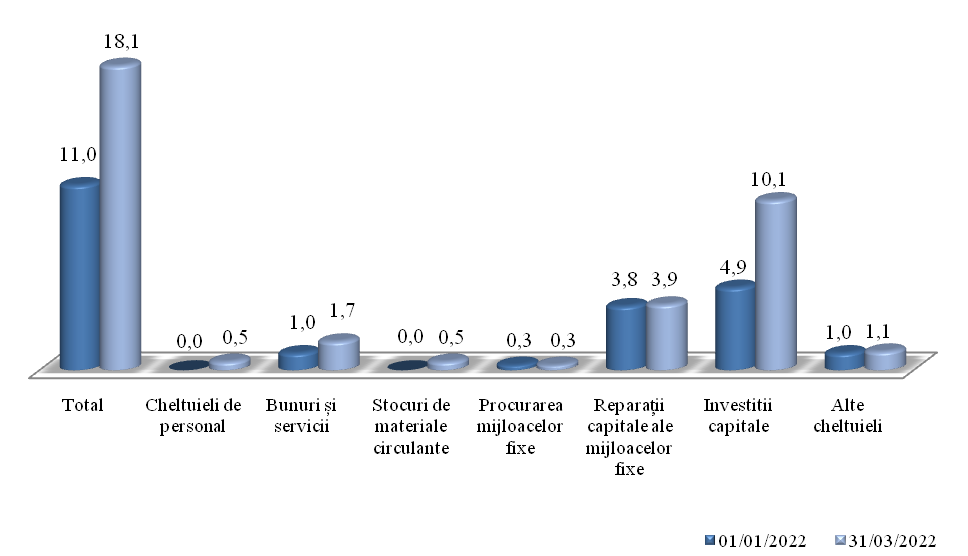 18,1
11,0
10,1
4,9
3,8 3,9
1,7
1,0
0,0 0,5
0,0 0,5
0,3 0,3
1,0 1,1
Total
Cheltuieli de
personal
Bunuri și
servicii
Stocuri de
materiale
circulante
Procurarea
mijloacelor
fixe
Reparații
capitale ale
mijloacelor
fixe
Investitii
capitale
Alte
cheltuieli
01/01/2022 31/03/2022